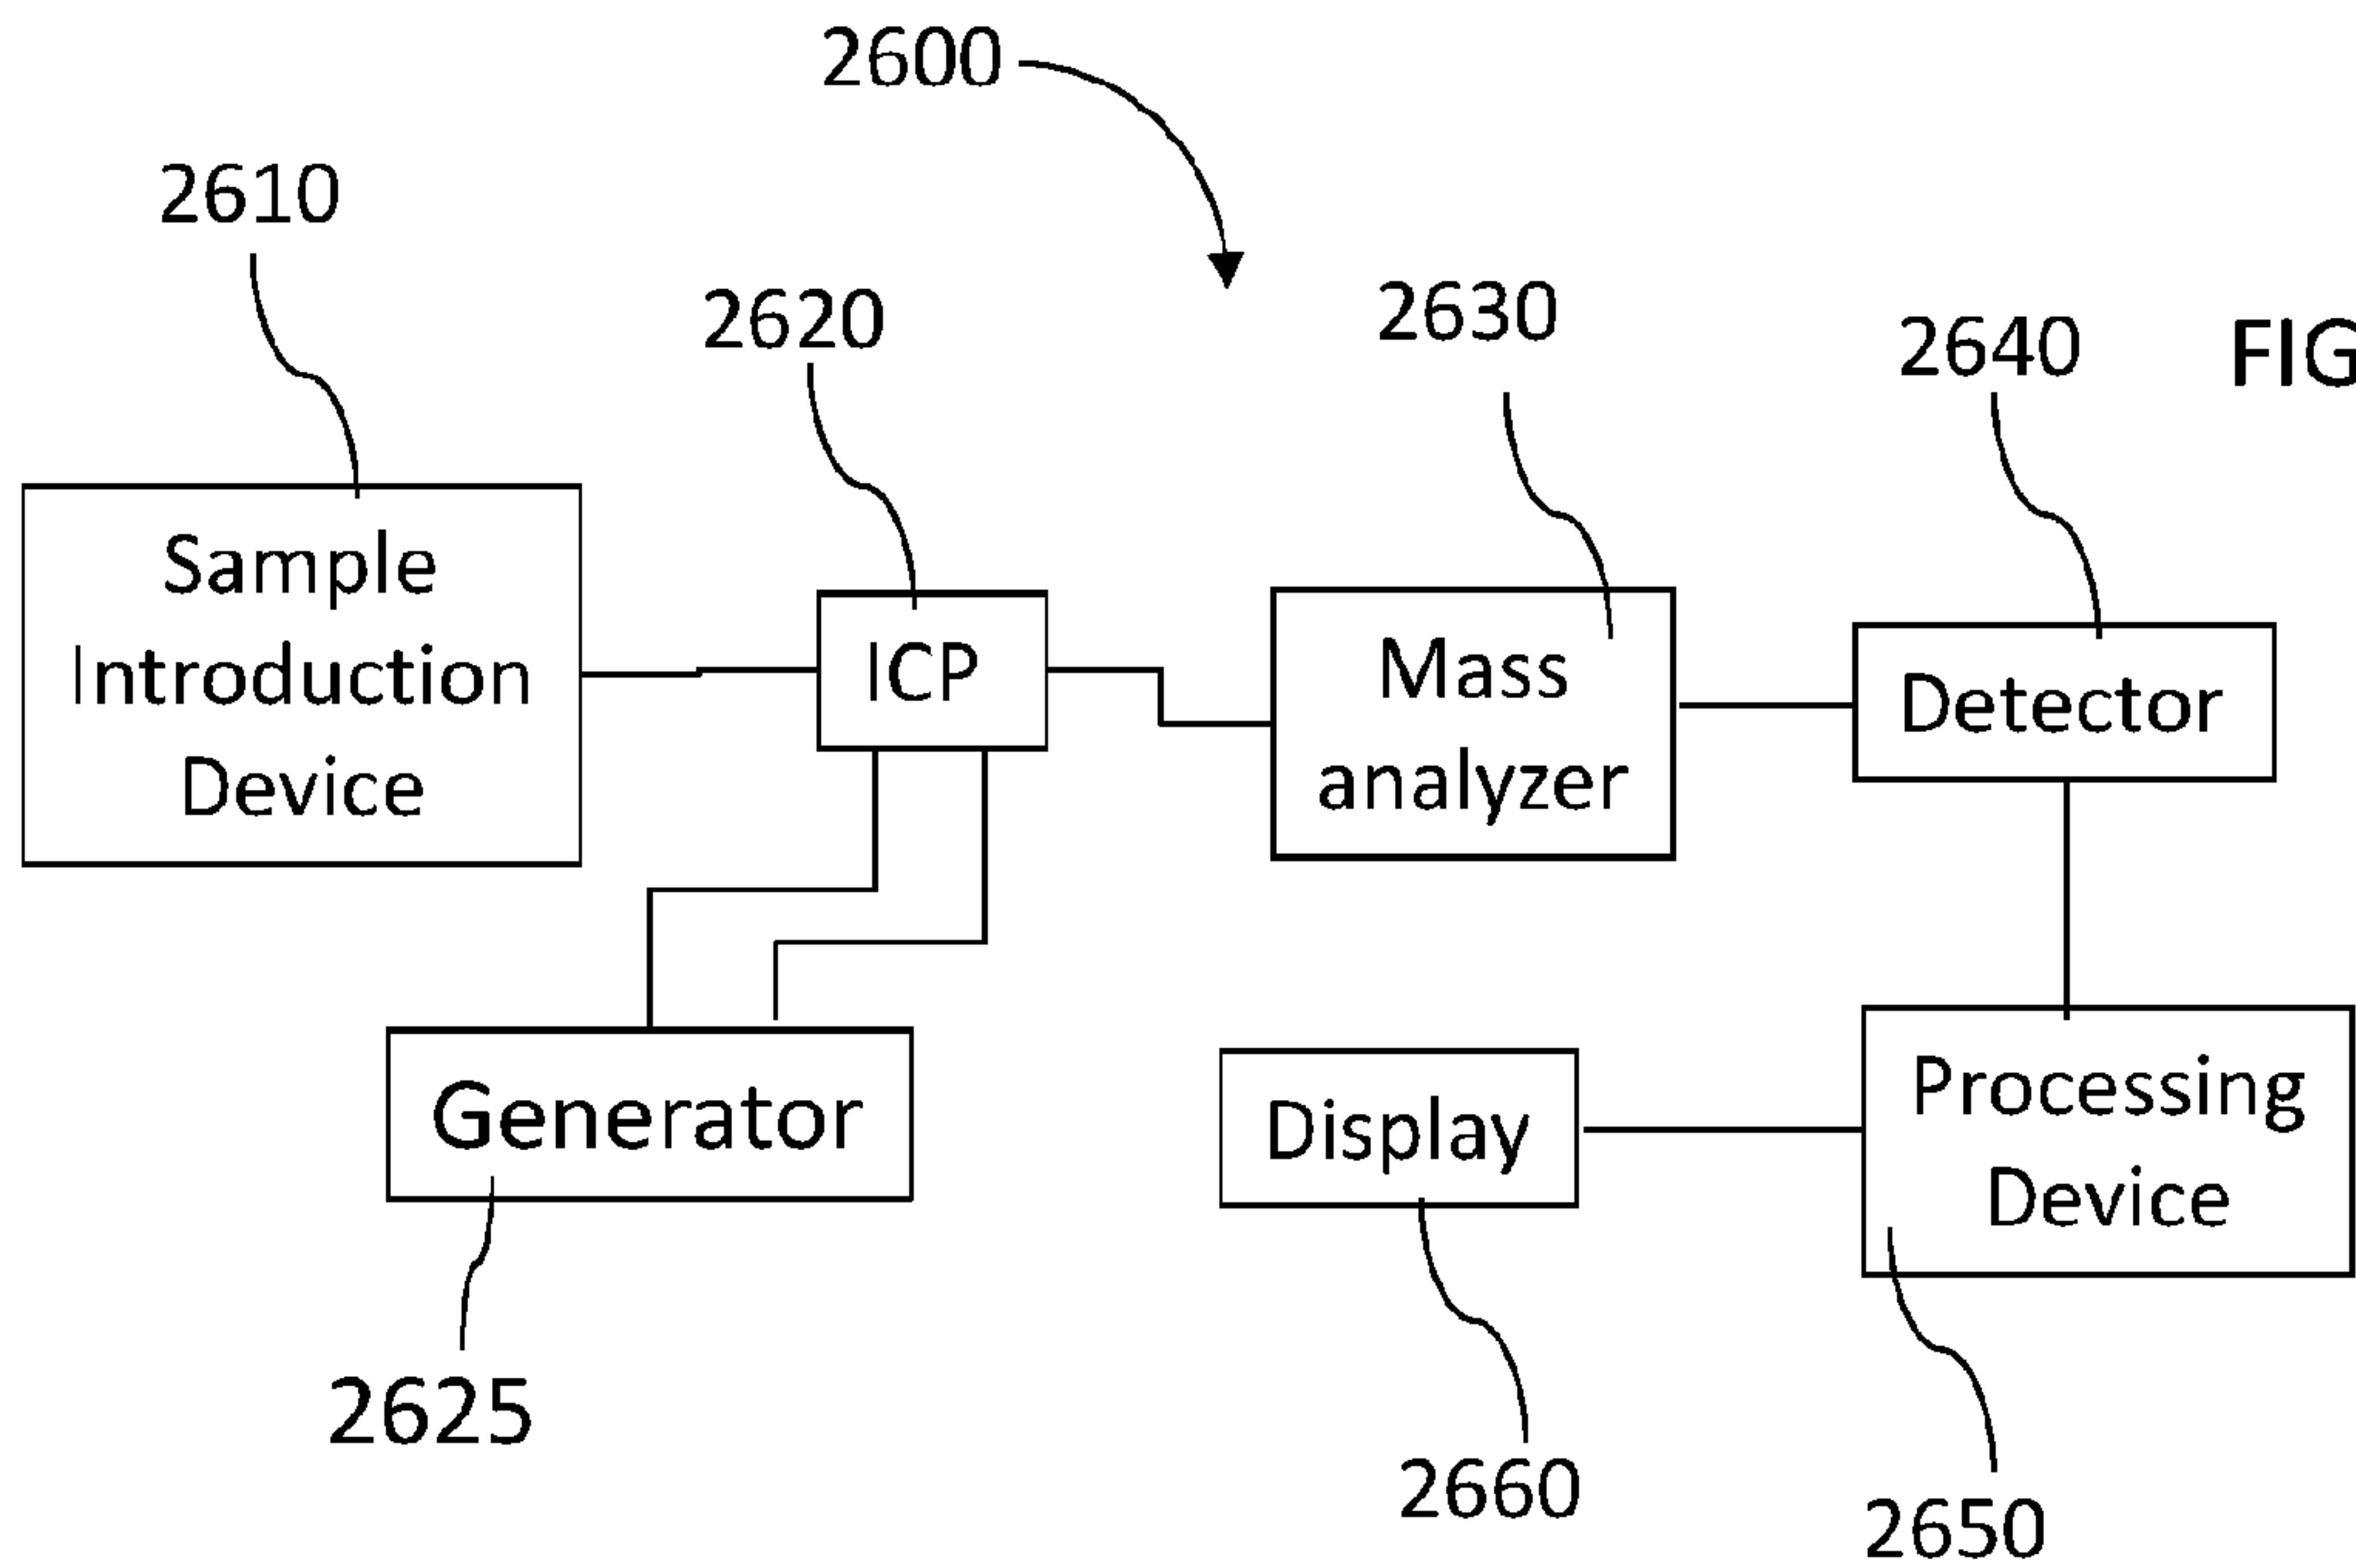 2600
2610
2620
2630
2640
FIG
Sample
Introduction
Device
ICP
Mass
analyzer
Detector
Generator
Display
Processing
Device
2625
2660
2650